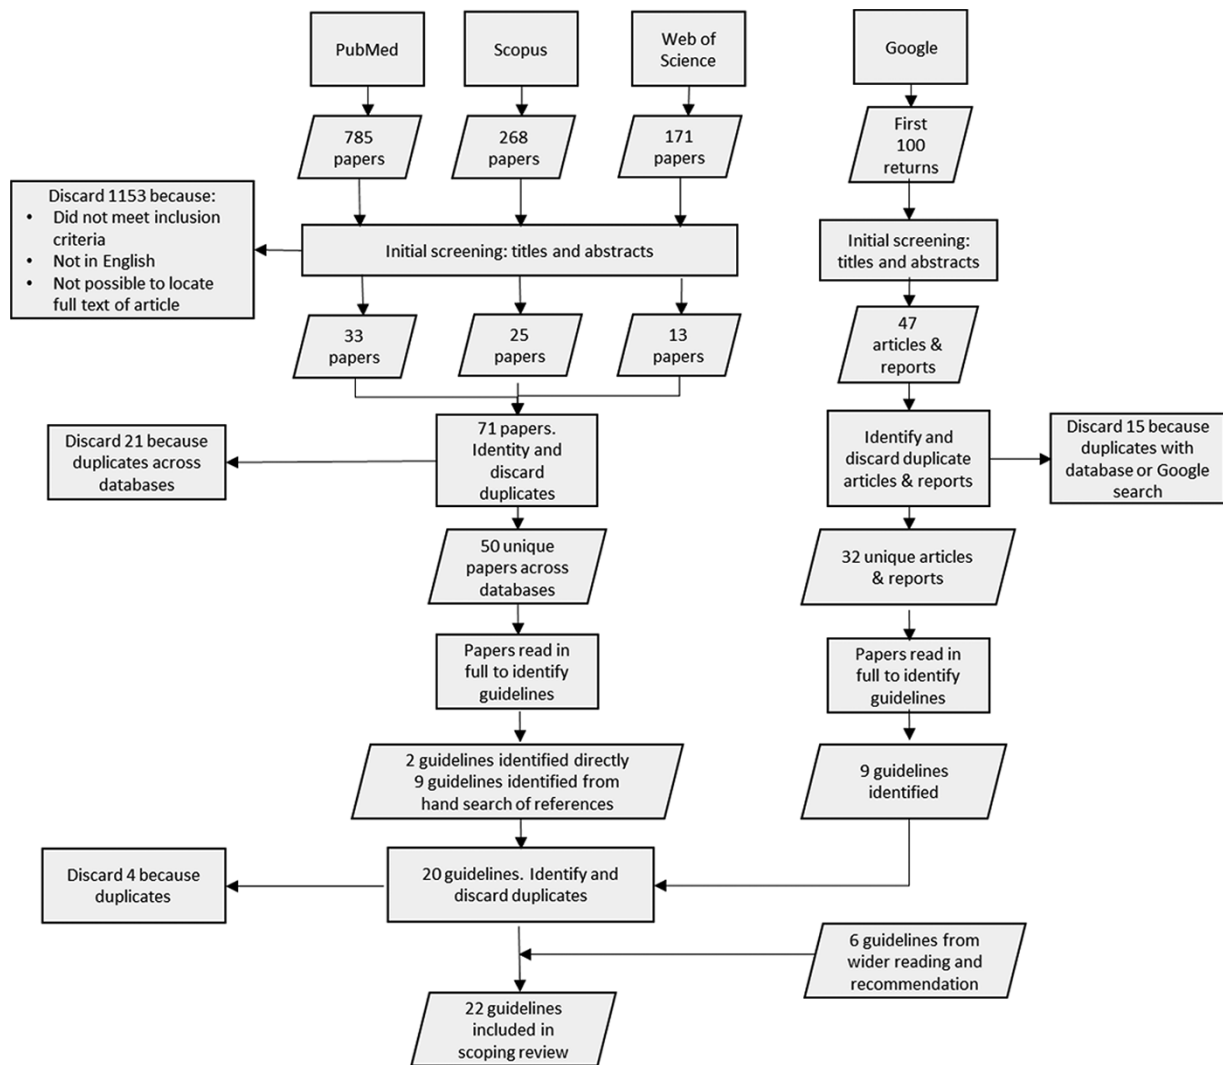 PubMed
Scopus
Web of
Science
Google
785
papers
268
papers
171
papers
First
100
returns
Discard 1153 because:
• Did not meet inclusion
criteria
• Not in English
• Not possible to locate
full text of article
Initial screening: titles and abstracts
Initial screening:
titles and abstracts
33
papers
25
papers
13
papers
47
articles &
reports
Discard 21 because
duplicates across
databases
71 papers.
Identity and
discard
duplicates
Identify and
discard duplicate
articles & reports
Discard 15 because
duplicates with
database or Google
search
50 unique
papers across
databases
32 unique articles
& reports
Papers read in
full to identify
guidelines
Papers read in
full to identify
guidelines
2 guidelines identified directly
9 guidelines identified from
hand search of references
9 guidelines
identified
Discard 4 because
duplicates
20 guidelines. Identify and
discard duplicates
6 guidelines from
wider reading and
recommendation
22 guidelines
included in
scoping review